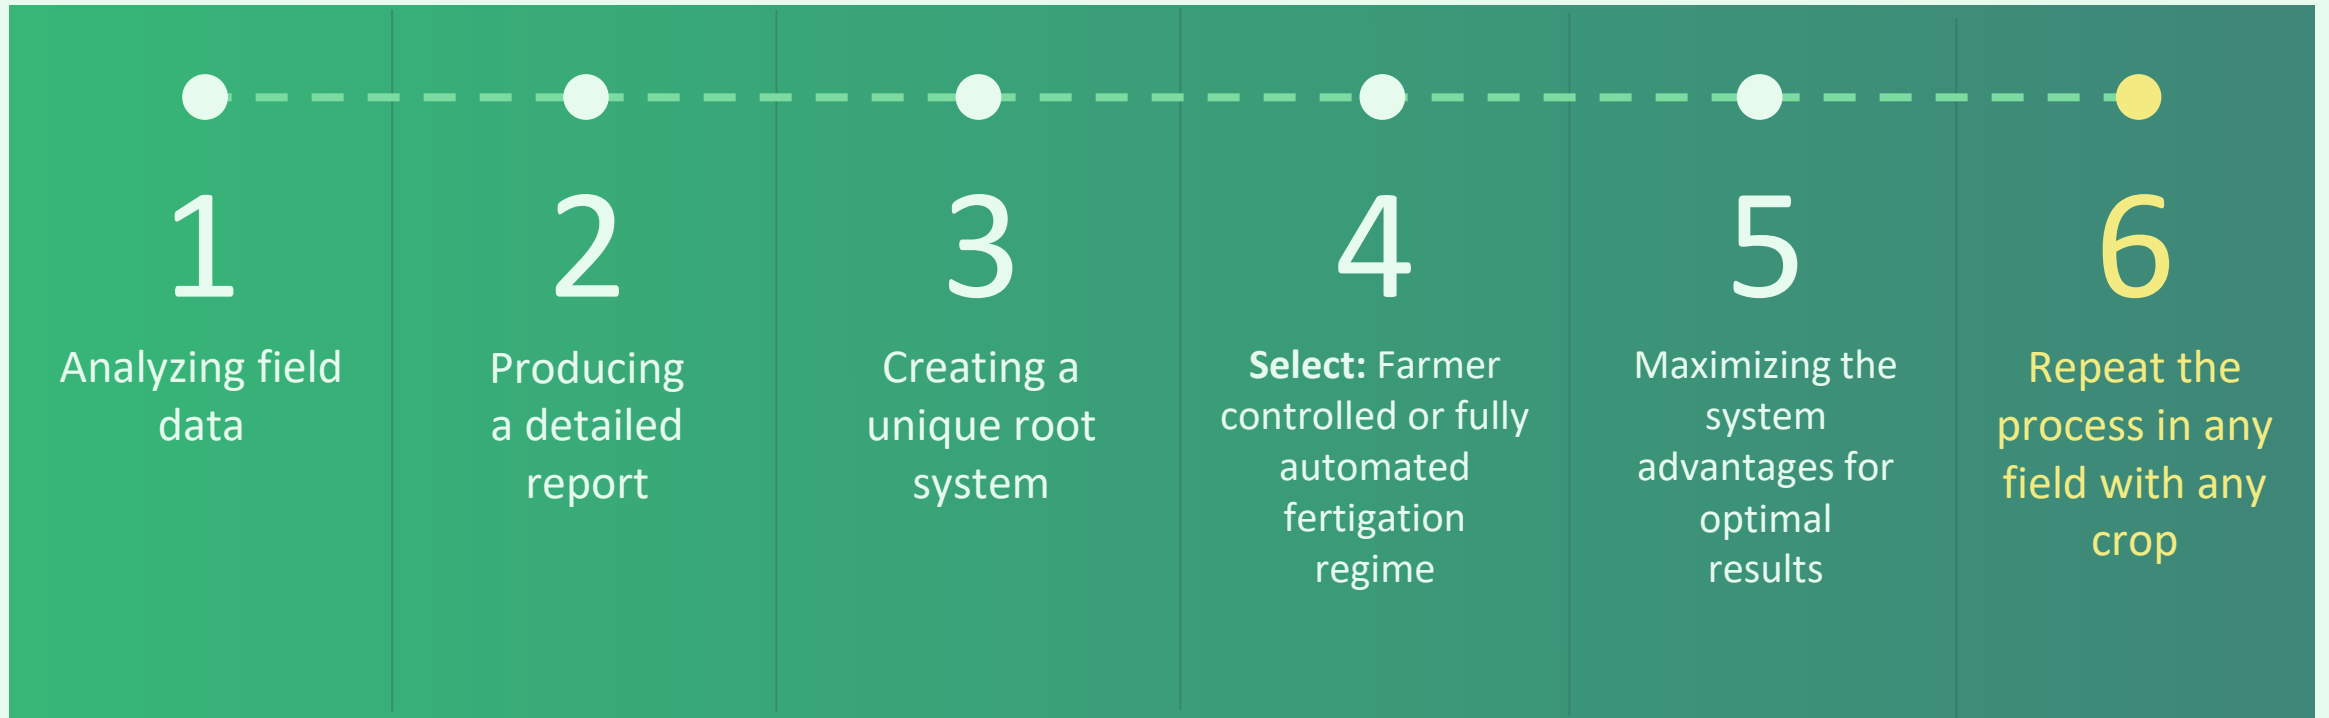 1
Analyzing field
data
2
Producing
a detailed
report
3
Creating a
unique root
system
4
Select: Farmer
controlled or fully
automated
fertigation
regime
5
Maximizing the
system
advantages for
optimal
results
6
Repeat the
process in any
field with any
crop